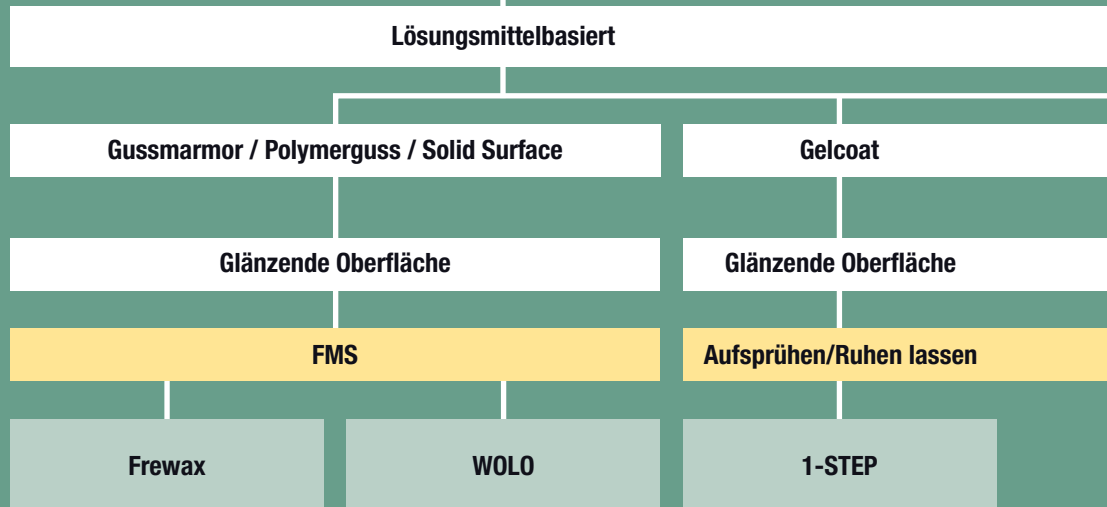 Lösungsmittelbasiert
Gussmarmor / Polymerguss / Solid Surface
Gelcoat
Glänzende Oberfläche
Glänzende Oberfläche
FMS
Aufsprühen/Ruhen lassen
Frewax
WOLO
1-STEP